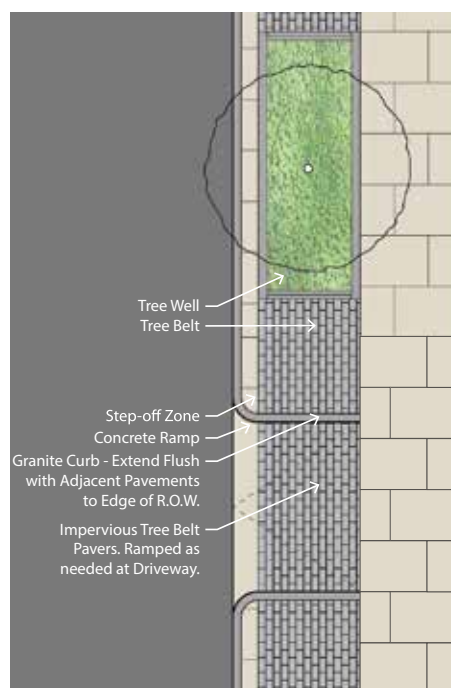 Tree Well
Tree Belt
Step-off Zone
Concrete Ramp
Granite Curb - Extend Flush
with Adjacent Pavements
to Edge of R.O.W.
Impervious Tree Belt
Pavers. Ramped as
needed at Driveway.